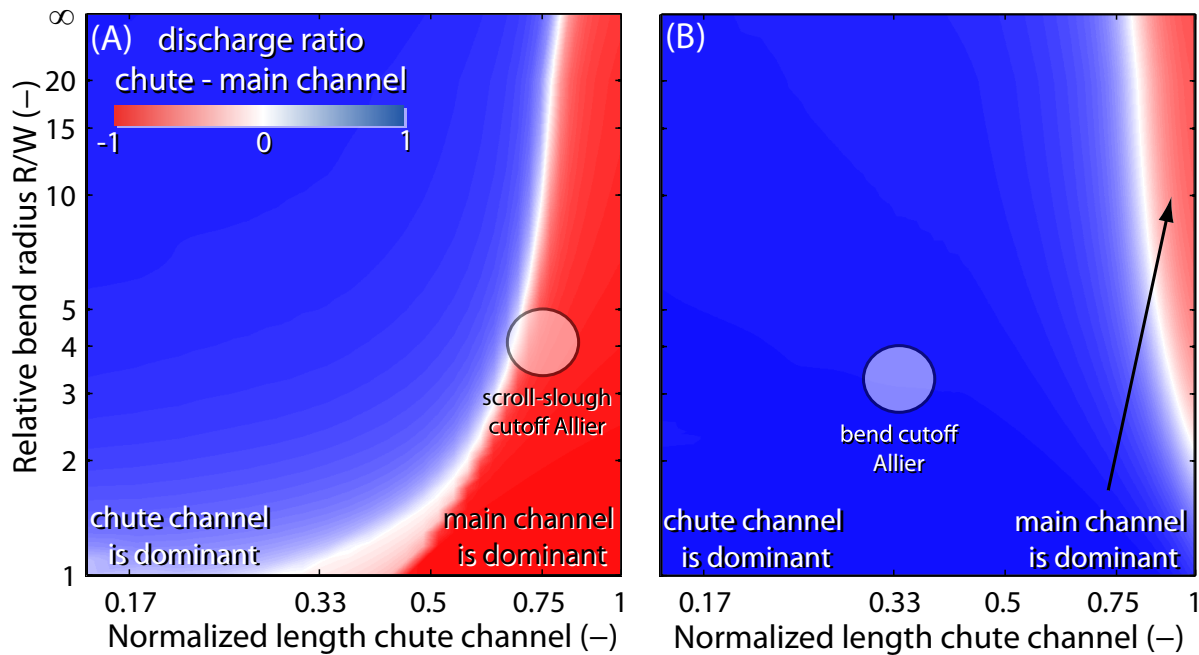 (A) discharge ratio
chute - main channel
-1 0 1
∞
20
15
10
5
4
3
2
1
Relative bend radius R/W (−)
scroll-slough
cutoff Allier
chute channel
is dominant
main channel
is dominant
0.17 0.33 0.5 0.75 1
Normalized length chute channel (−)
(B)
bend cutoff
Allier
chute channel
is dominant
main channel
is dominant
0.17 0.33 0.5 0.75 1
Normalized length chute channel (−)